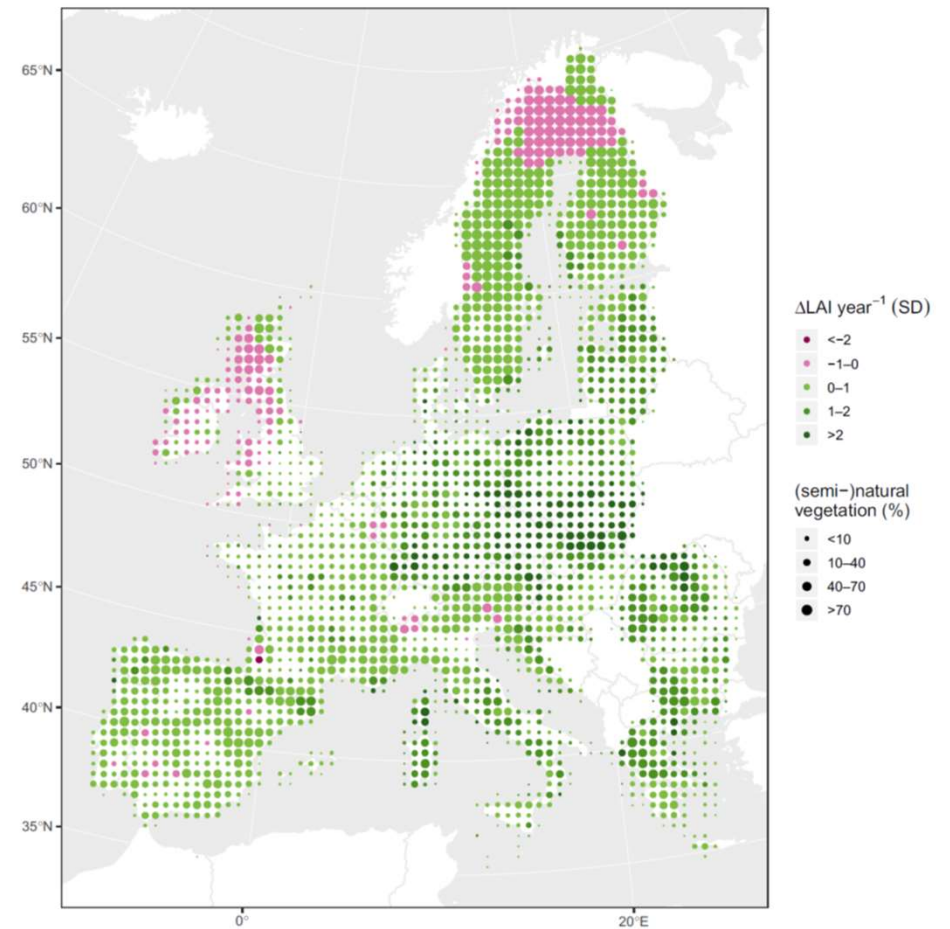 65°N
60°N
55°N
50°N
45°N
40°N
35°N
0°
20°E
ΔLAI year⁻¹ (SD)
<−2
−1–0
0–1
1–2
>2
(semi−)natural
vegetation (%)
<10
10–40
40–70
>70